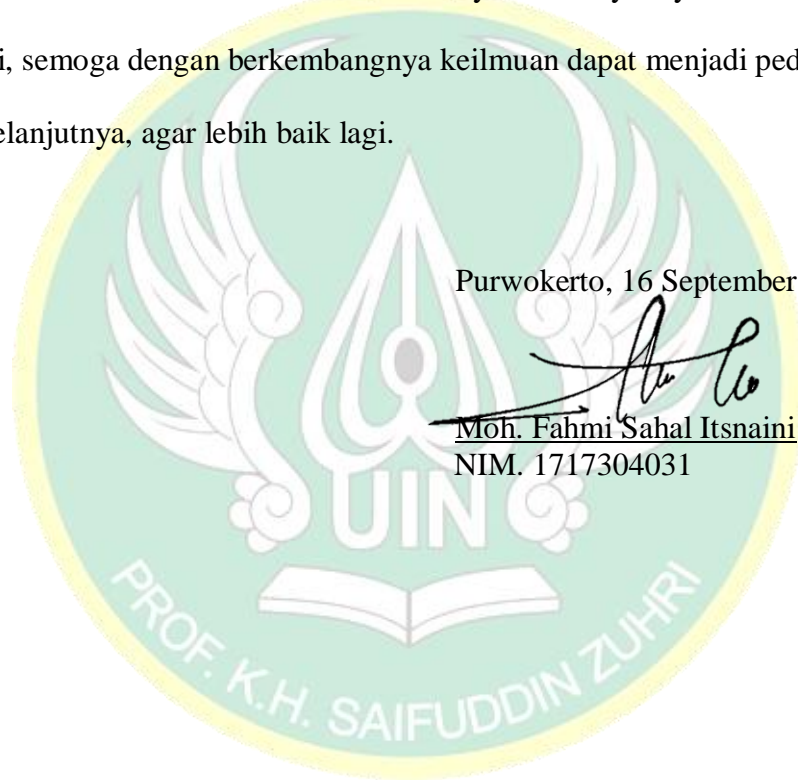 i, semoga dengan berkembangnya keilmuan dapat menjadi ped
elanjutnya, agar lebih baik lagi.
Purwokerto, 16 September
Moh. Fahmi Sahal Itsnaini
NIM. 1717304031
UIN
PROF. K.H. SAIFUDDIN ZUHRI